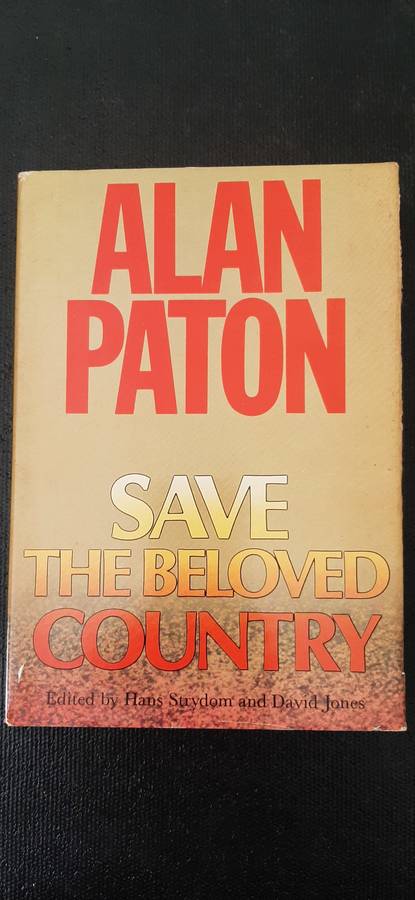 ALAN
PATON
SAVE
THE BELOVED
COUNTRY
Edited by Hans Strydom and David Jones